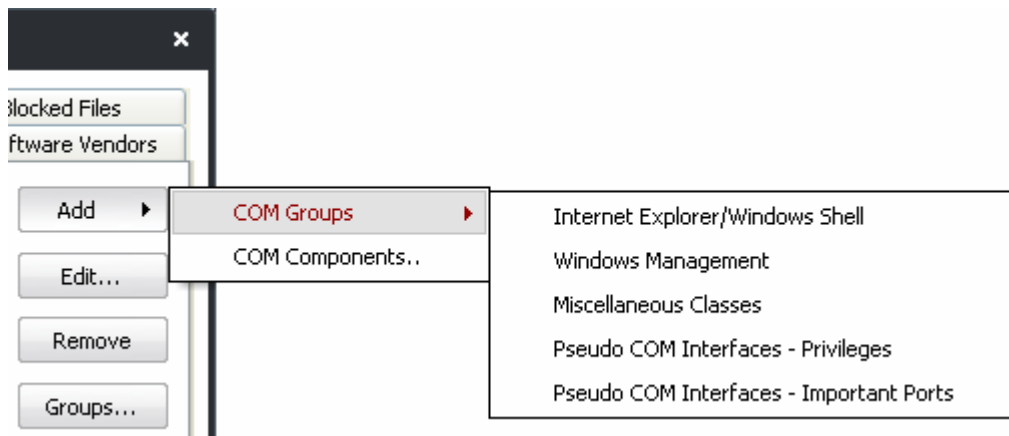 ×
Blocked Files
ftware Vendors
Add
COM Groups
COM Components..
Internet Explorer/Windows Shell
Windows Management
Miscellaneous Classes
Pseudo COM Interfaces - Privileges
Pseudo COM Interfaces - Important Ports
Edit...
Remove
Groups...